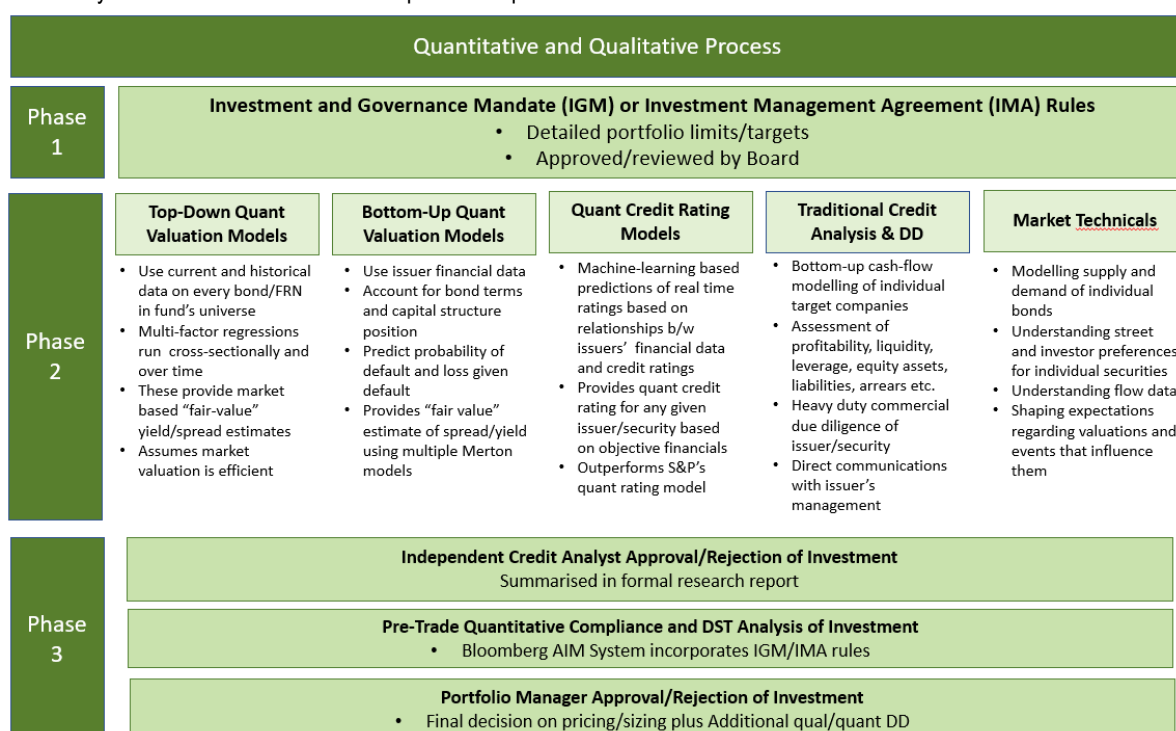 Quantitative and Qualitative Process
Phase
1
Investment and Governance Mandate (IGM) or Investment Management Agreement (IMA) Rules
• Detailed portfolio limits/targets
• Approved/reviewed by Board
Phase
2
Top-Down Quant
Valuation Models
• Use current and historical
data on every bond/FRN
in fund's universe
• Multi-factor regressions
run cross-sectionally and
over time
• These provide market
based "fair-value"
yield/spread estimates
• Assumes market
valuation is efficient
Bottom-Up Quant
Valuation Models
• Use issuer financial data
• Account for bond terms
and capital structure
position
• Predict probability of
default and loss given
default
• Provides "fair value"
estimate of spread/yield
using multiple Merton
models
Quant Credit Rating
Models
• Machine-learning based
predictions of real time
ratings based on
relationships b/w
issuers' financial data
and credit ratings
• Provides quant credit
rating for any given
issuer/security based
on objective financials
• Outperforms S&P's
quant rating model
Traditional Credit
Analysis & DD
• Bottom-up cash-flow
modelling of individual
target companies
• Assessment of
profitability, liquidity,
leverage, equity assets,
liabilities, arrears etc.
• Heavy duty commercial
due diligence of
issuer/security
• Direct communications
with issuer's
management
Market Technicals
• Modelling supply and
demand of individual
bonds
• Understanding street
and investor preferences
for individual securities
• Understanding flow data
• Shaping expectations
regarding valuations and
events that influence
them
Phase
3
Independent Credit Analyst Approval/Rejection of Investment
Summarised in formal research report
Pre-Trade Quantitative Compliance and DST Analysis of Investment
• Bloomberg AIM System incorporates IGM/IMA rules
Portfolio Manager Approval/Rejection of Investment
• Final decision on pricing/sizing plus Additional qual/quant DD